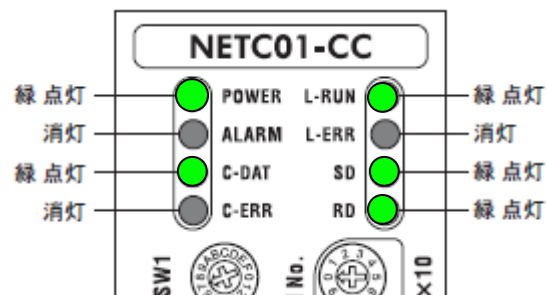 NETC01-CC
緑 点灯 POWER L-RUN 緑 点灯
消灯 ALARM L-ERR 消灯
緑 点灯 C-DAT SD 緑 点灯
消灯 C-ERR RD 緑 点灯
SW1
No.
×10